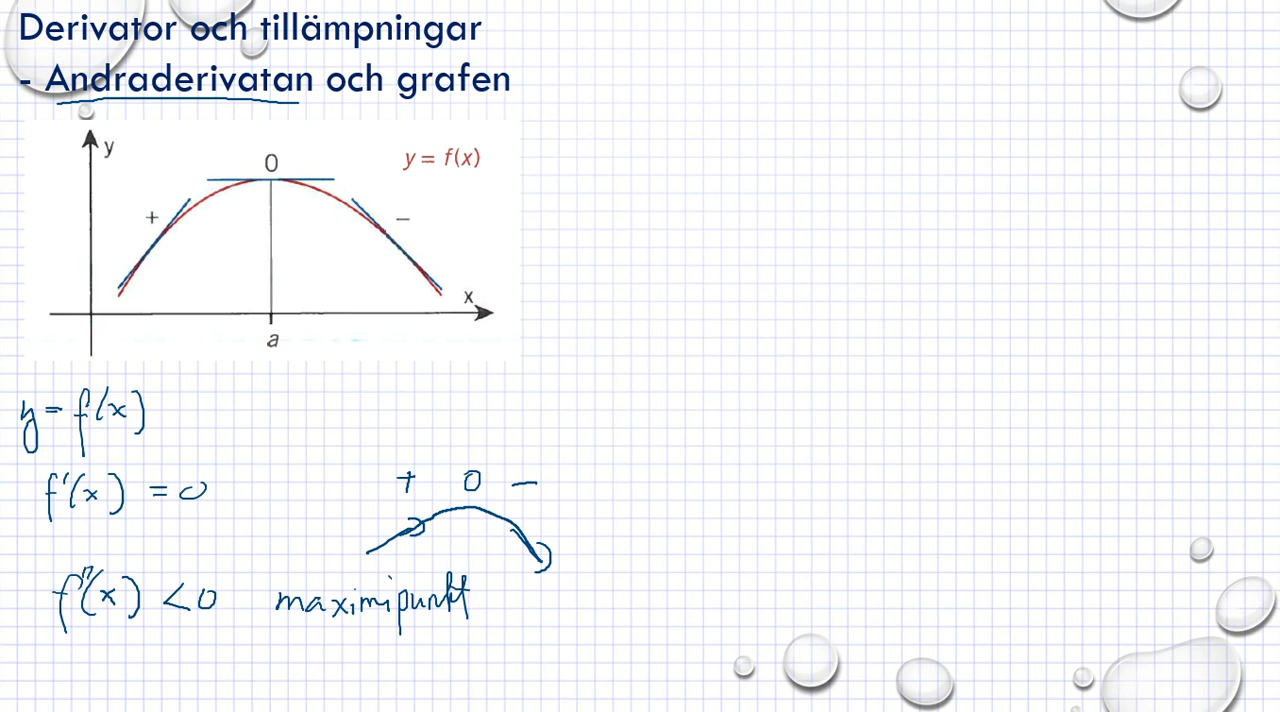 Derivator och tillämpningar
- Andraderivatan och grafen
y
0
y = f(x)
+
−
x
a
y = f(x)
f'(x) = 0
+ 0 −
f"(x) < 0 maximipunkt